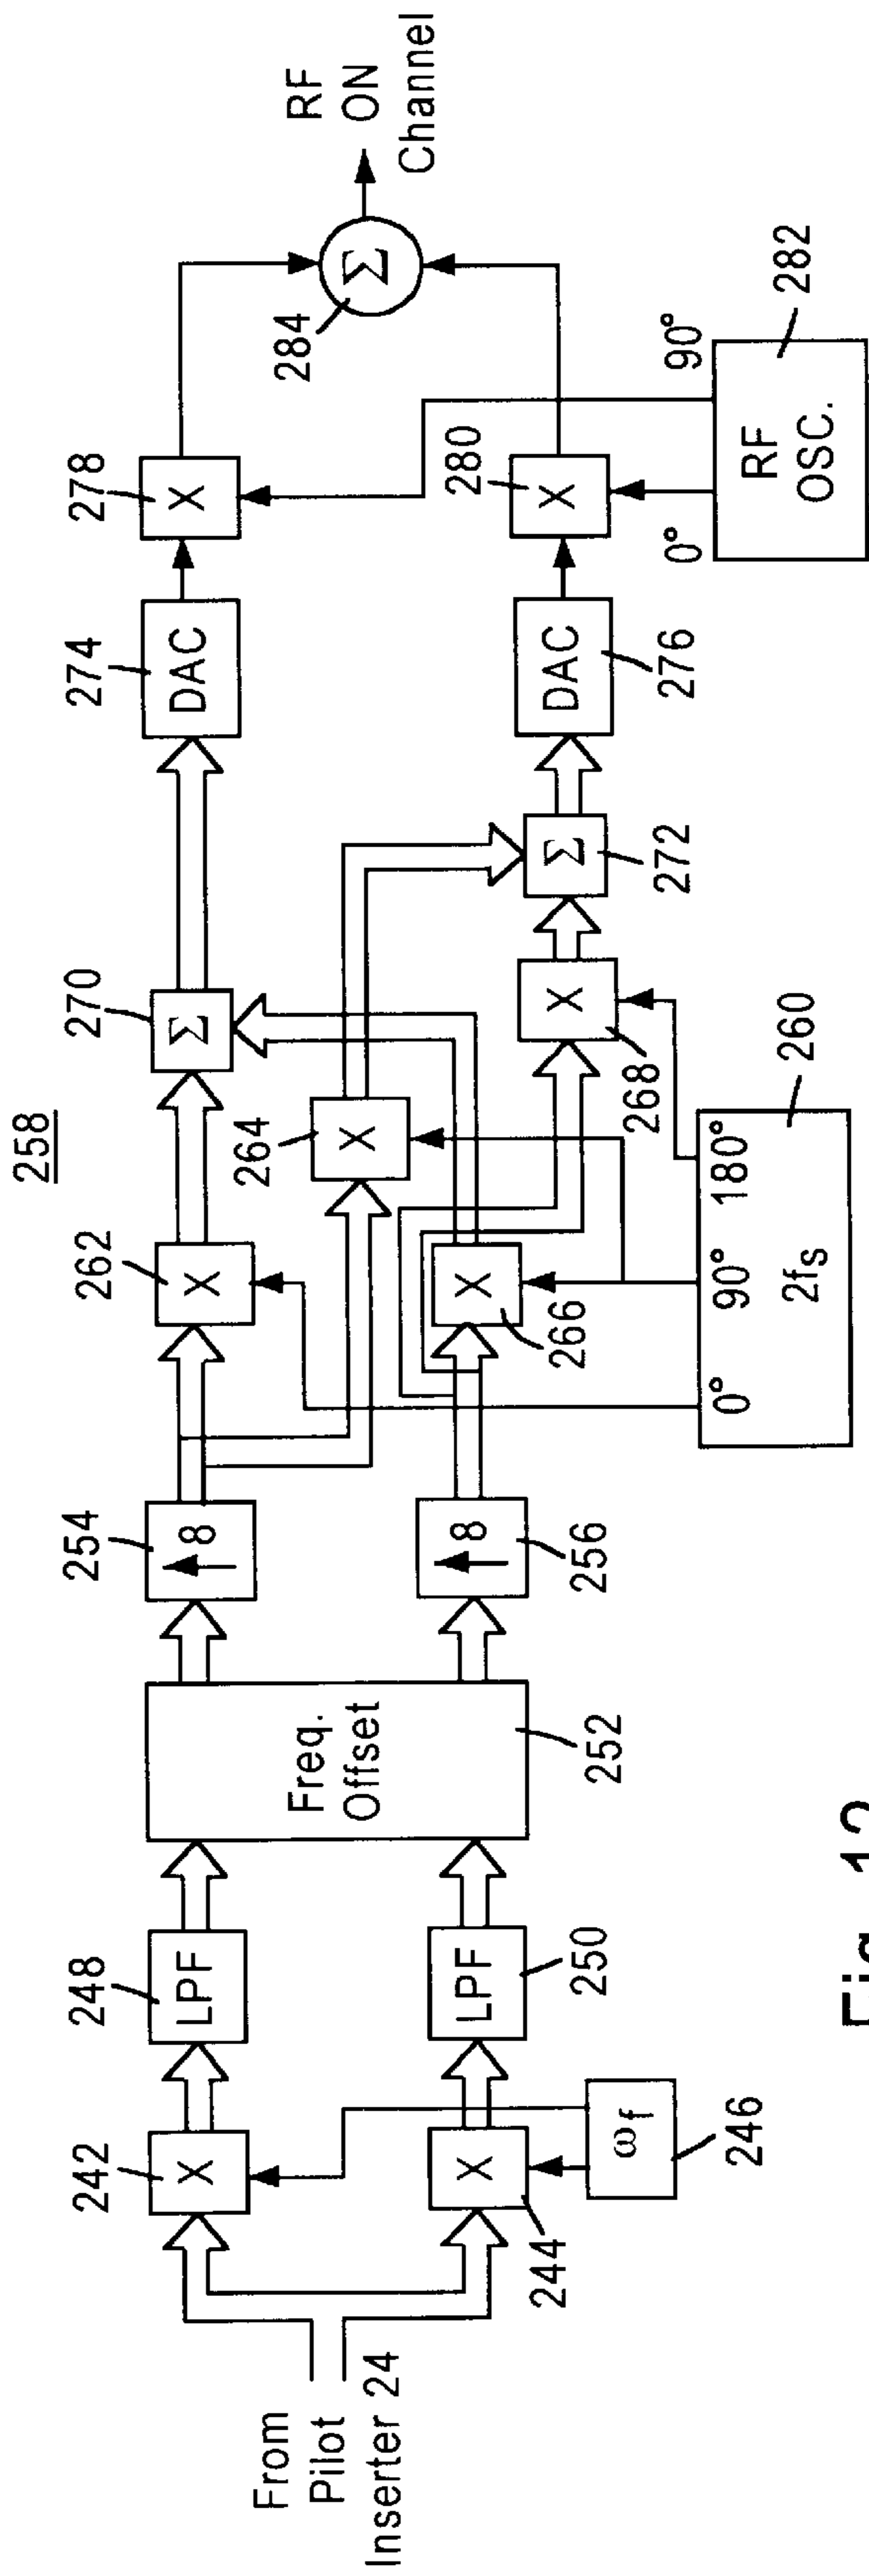 258
From
Pilot
Inserter 24
242
X
244
X
ωf
246
248
LPF
250
LPF
Freq.
Offset
252
254
8
256
8
262
X
264
X
266
X
268
X
270
Σ
272
Σ
0° 90° 180°
2fs
260
274
DAC
276
DAC
278
X
280
X
0° 90°
RF
OSC.
282
284
Σ
RF
ON
Channel